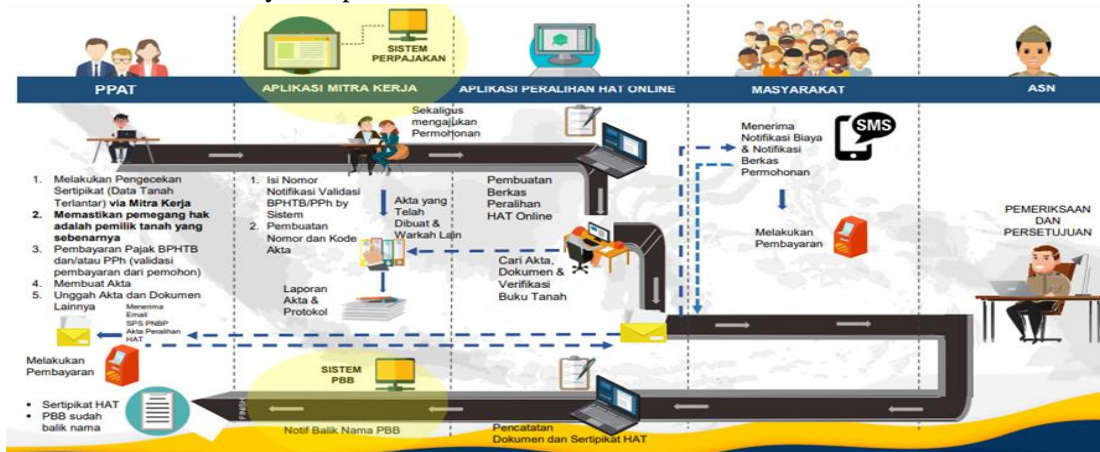 SISTEM
PERPAJAKAN
PPAT
APLIKASI MITRA KERJA
APLIKASI PERALIHAN HAT ONLINE
MASYARAKAT
ASN
1. Melakukan Pengecekan
Sertipikat (Data Tanah
Terlantar) via Mitra Kerja
2. Memastikan pemegang hak
adalah pemilik tanah yang
sebenarnya
3. Pembayaran Pajak BPHTB
dan/atau PPh (validasi
pembayaran dari pemohon)
4. Membuat Akta
5. Unggah Akta dan Dokumen
Lainnya
Menerima
Email
SPS PNBP
Akta Peralihan
HAT
Melakukan
Pembayaran
• Sertipikat HAT
• PBB sudah
balik nama
1. Isi Nomor
Notifikasi Validasi
BPHTB/PPh by
Sistem
2. Pembuatan
Nomor dan Kode
Akta
Laporan
Akta &
Protokol
Sekaligus
mengajukan
Permohonan
Akta yang
Telah
Dibuat &
Warkah Lain
Pembuatan
Berkas
Peralihan
HAT Online
Cari Akta,
Dokumen &
Verifikasi
Buku Tanah
Menerima
Notifikasi Biaya
& Notifikasi
Berkas
Permohonan
SMS
Melakukan
Pembayaran
PEMERIKSAAN
DAN
PERSETUJUAN
SISTEM
PBB
FINISH
Notif Balik Nama PBB
Pencatatan
Dokumen dan Sertipikat HAT